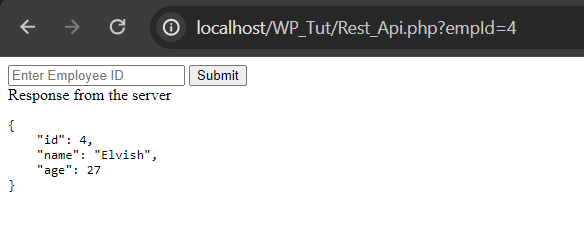 localhost/WP_Tut/Rest_Api.php?empId=4
Enter Employee ID Submit
Response from the server
{
    "id": 4,
    "name": "Elvish",
    "age": 27
}